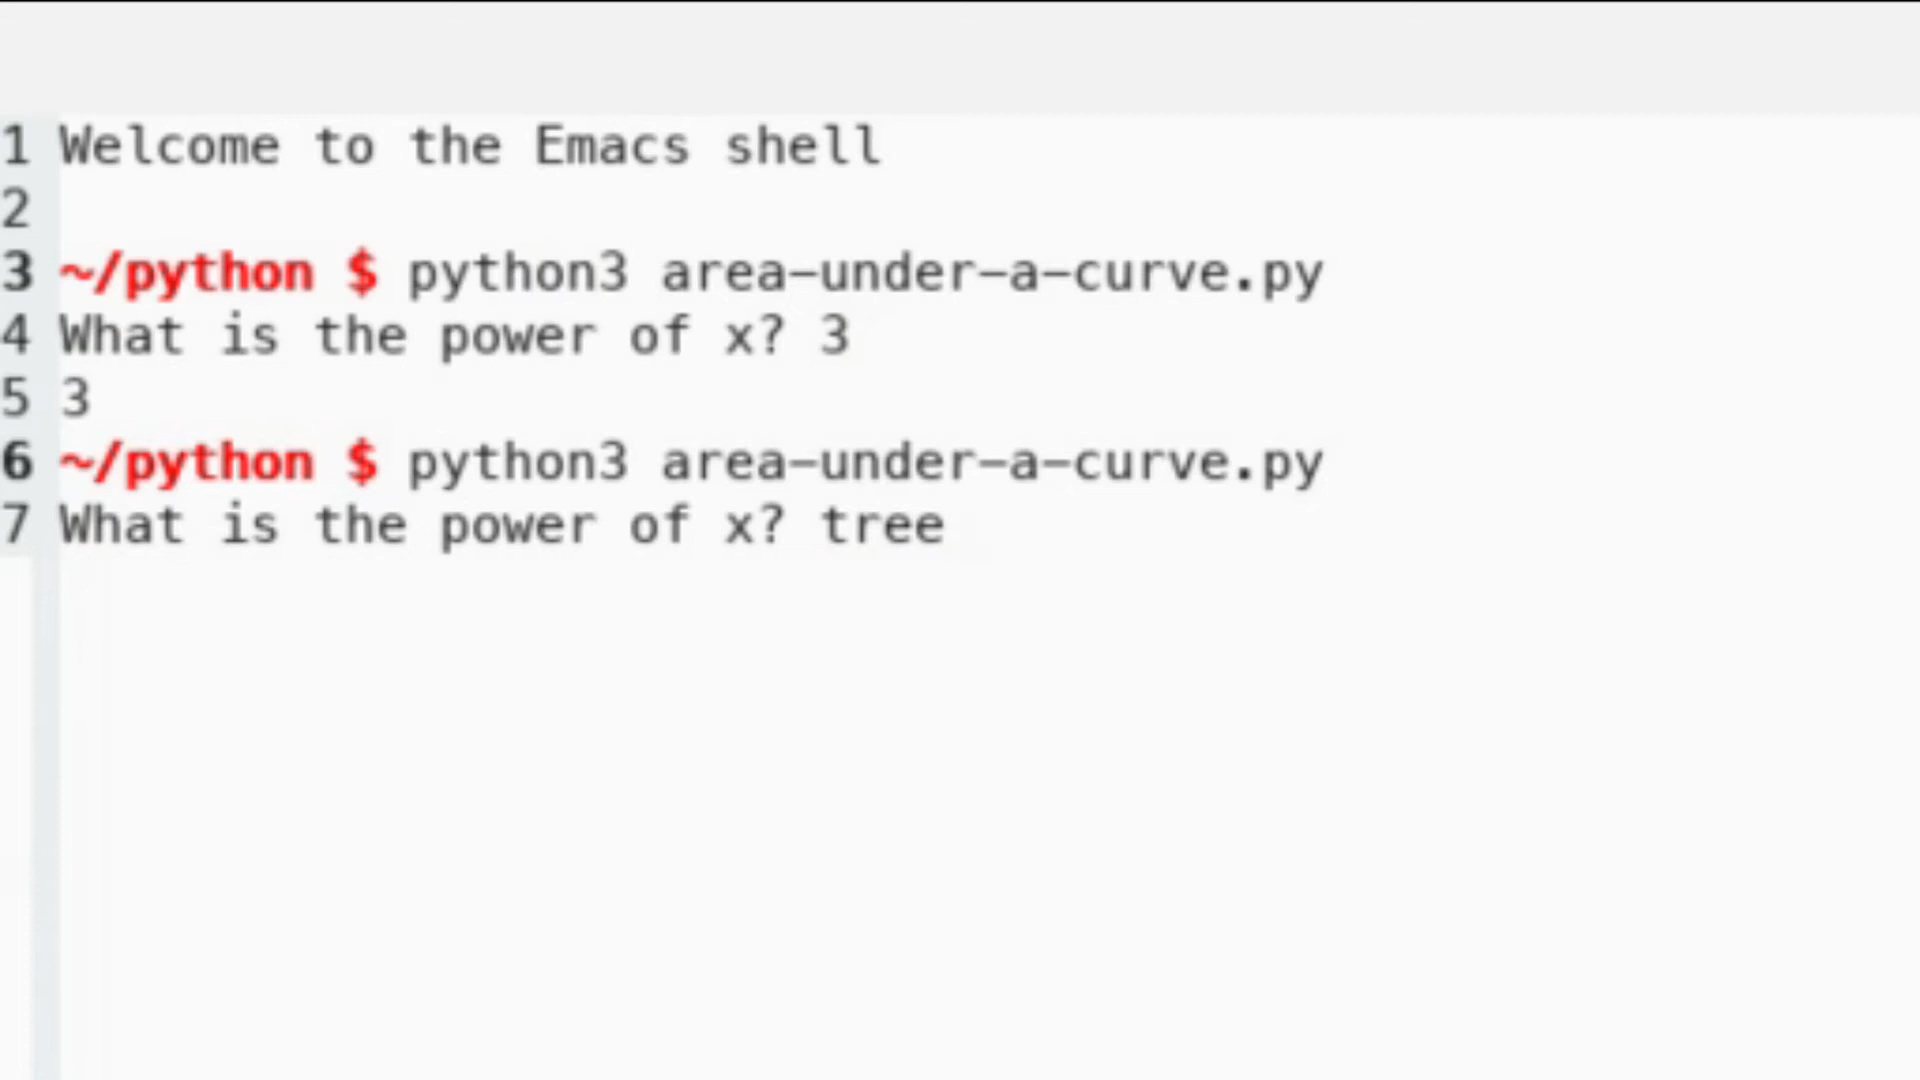 1 Welcome to the Emacs shell
2
3 ~/python $ python3 area-under-a-curve.py
4 What is the power of x? 3
5 3
6 ~/python $ python3 area-under-a-curve.py
7 What is the power of x? tree